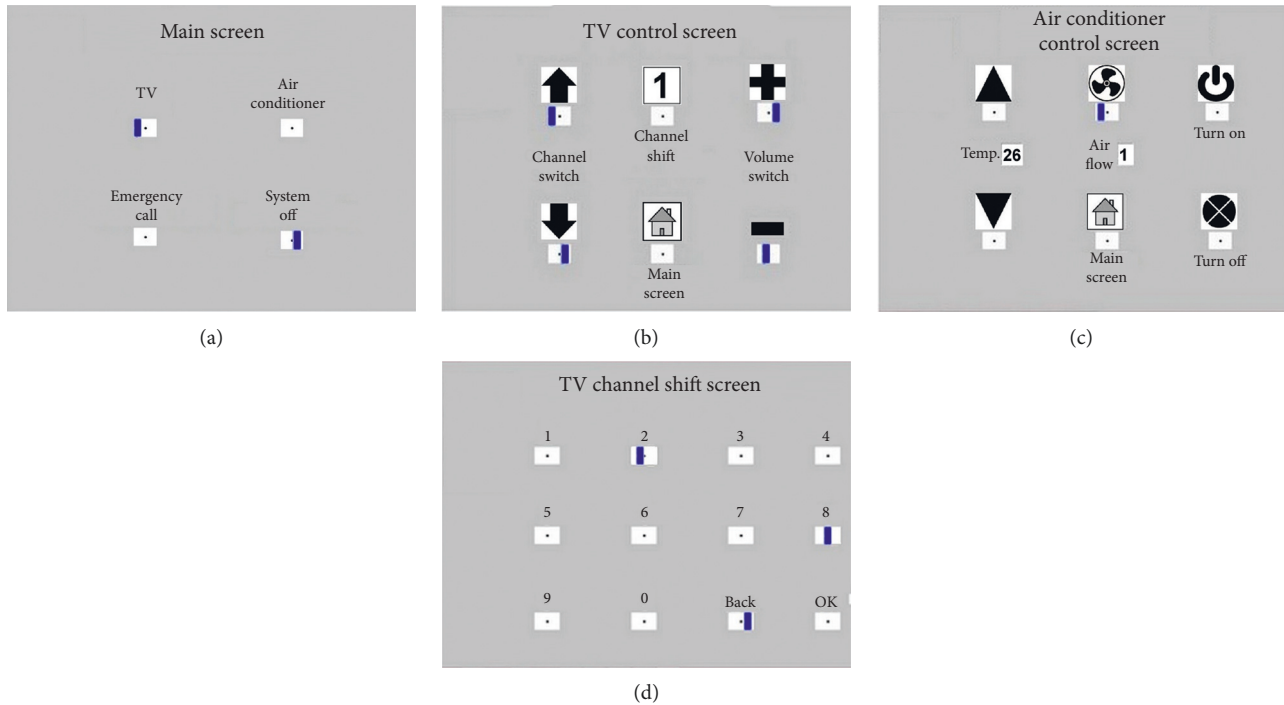 Main screen
TV
Air
conditioner
Emergency
call
System
off
(a)
TV control screen
1
Channel
shift
Channel
switch
Volume
switch
Main
screen
(b)
Air conditioner
control screen
Turn on
Temp. 26
Air
flow 1
Main
screen
Turn off
(c)
TV channel shift screen
1 2 3 4
5 6 7 8
9 0 Back OK
(d)